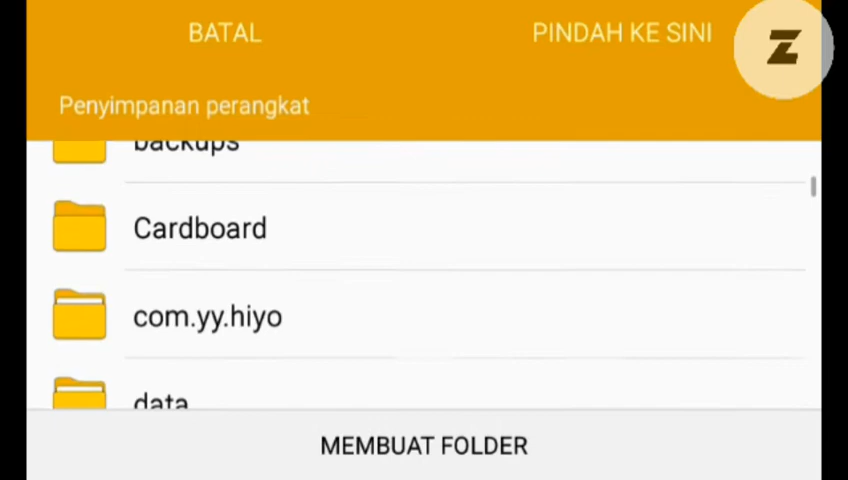 BATAL PINDAH KE SINI
Z
Penyimpanan perangkat
backups
Cardboard
com.yy.hiyo
data
MEMBUAT FOLDER